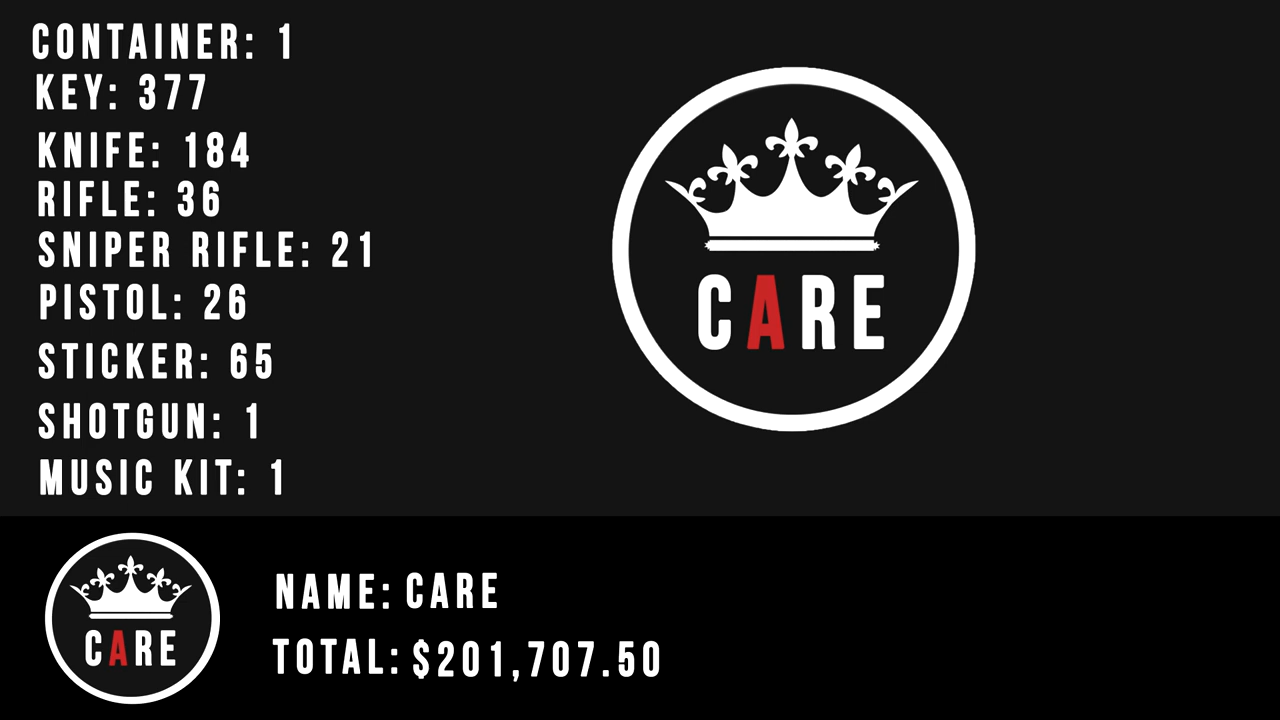 CONTAINER: 1
KEY: 377
KNIFE: 184
RIFLE: 36
SNIPER RIFLE: 21
PISTOL: 26
STICKER: 65
SHOTGUN: 1
MUSIC KIT: 1
CARE
CARE
NAME: CARE
TOTAL: $201,707.50